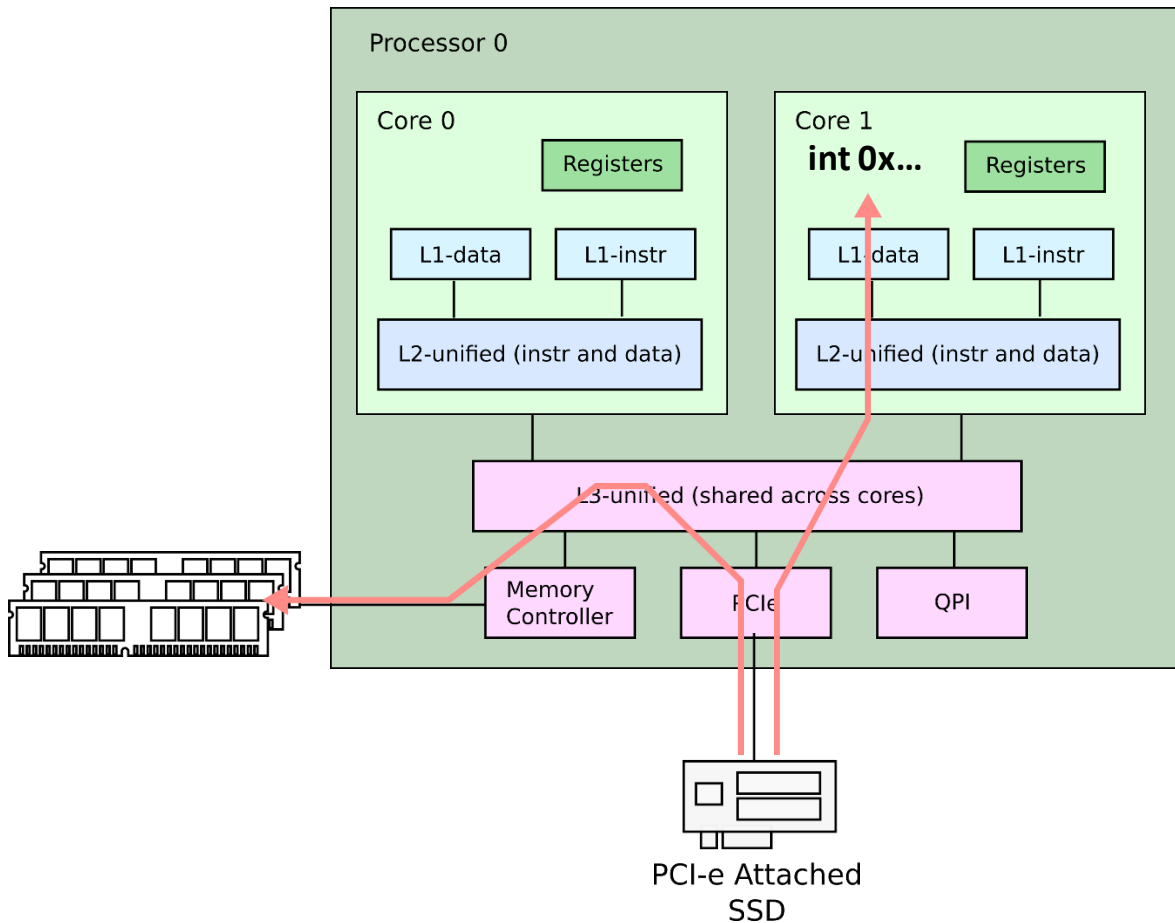 Processor 0
Core 0
Registers
L1-data
L1-instr
L2-unified (instr and data)
Core 1
int 0x...
Registers
L1-data
L1-instr
L2-unified (instr and data)
L3-unified (shared across cores)
Memory
Controller
PCIe
QPI
PCI-e Attached
SSD